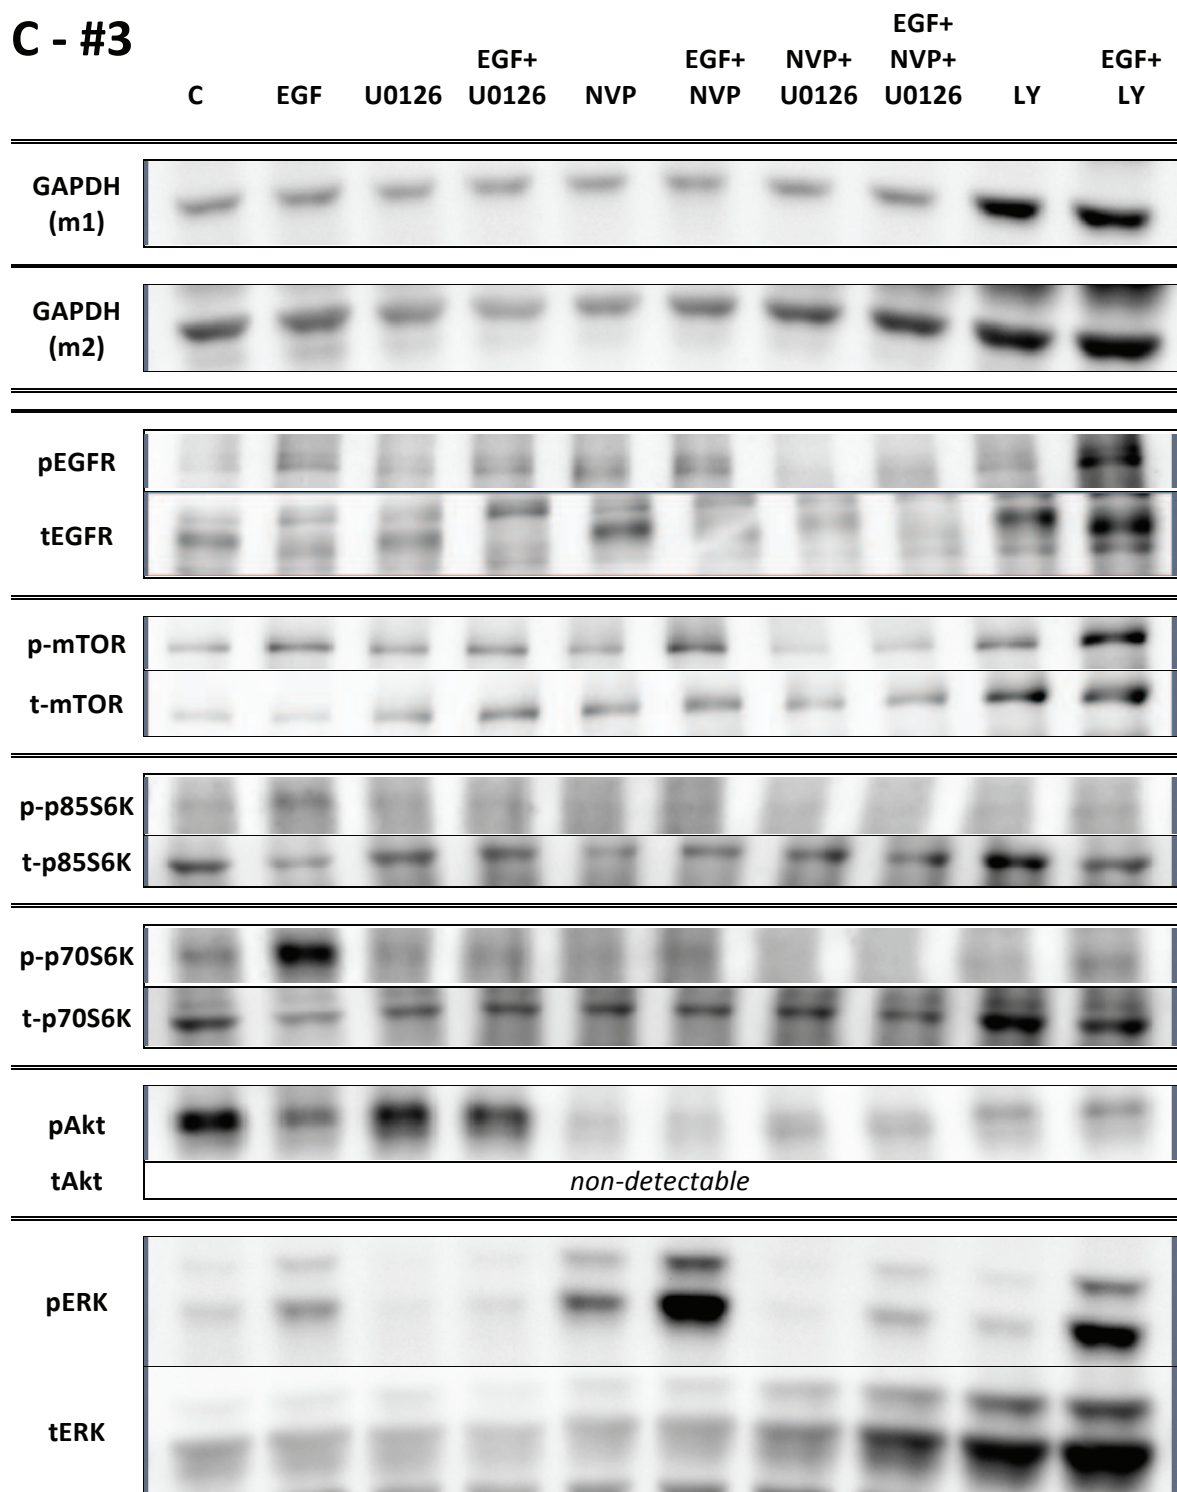 C - #3
C EGF U0126 EGF+ U0126 NVP EGF+ NVP NVP+ U0126 EGF+ NVP+ U0126 LY EGF+ LY
GAPDH
(m1)
GAPDH
(m2)
pEGFR
tEGFR
p-mTOR
t-mTOR
p-p85S6K
t-p85S6K
p-p70S6K
t-p70S6K
pAkt
tAkt non-detectable
pERK
tERK